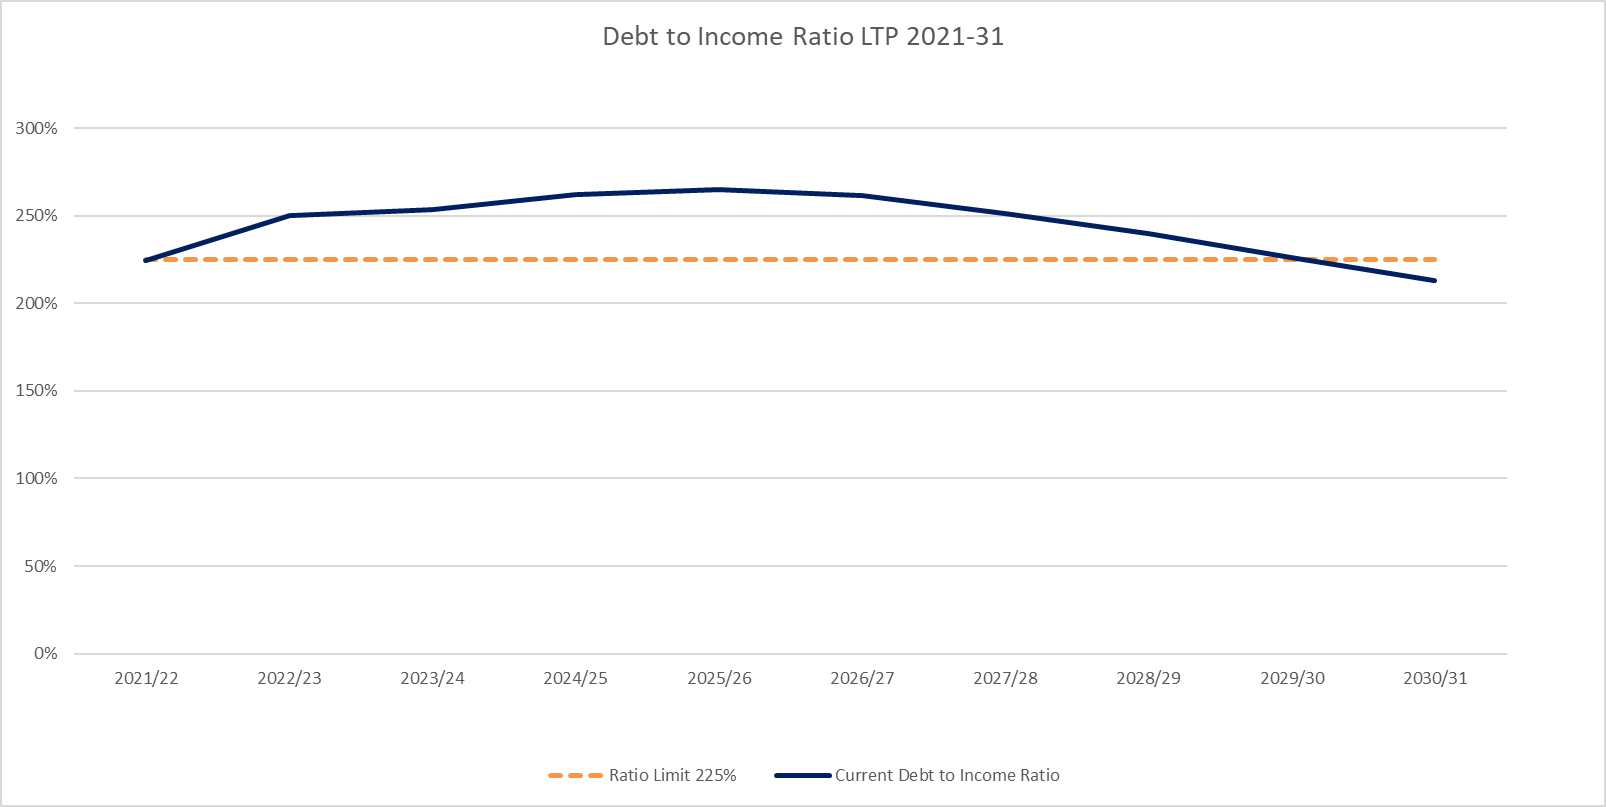 Debt to Income Ratio LTP 2021-31
300%
250%
200%
150%
100%
50%
0%
2021/22 2022/23 2023/24 2024/25 2025/26 2026/27 2027/28 2028/29 2029/30 2030/31
Ratio Limit 225% Current Debt to Income Ratio